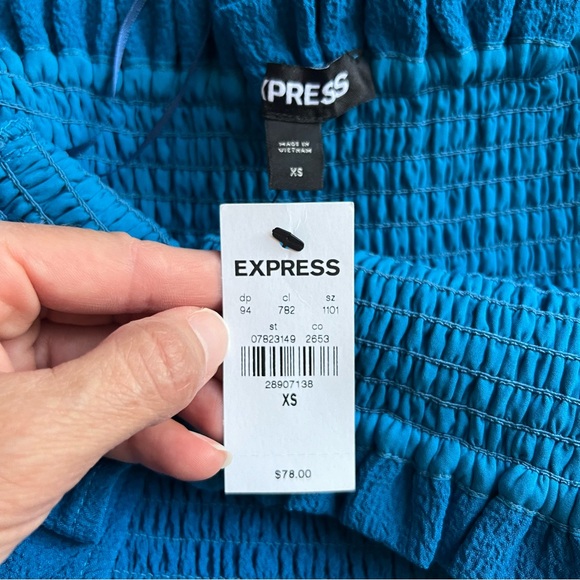 XPRESS
MADE IN
VIETNAM
XS
EXPRESS
dp cl sz
94 782 1101
st co
07823149 2653
28907138
XS
$78.00